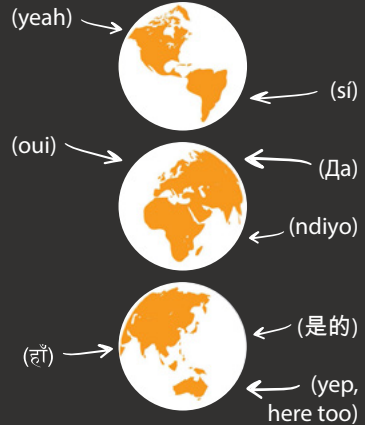 (yeah)
(sí)
(oui)
(Да)
(ndiyo)
(是的)
(हाँ)
(yep,
here too)